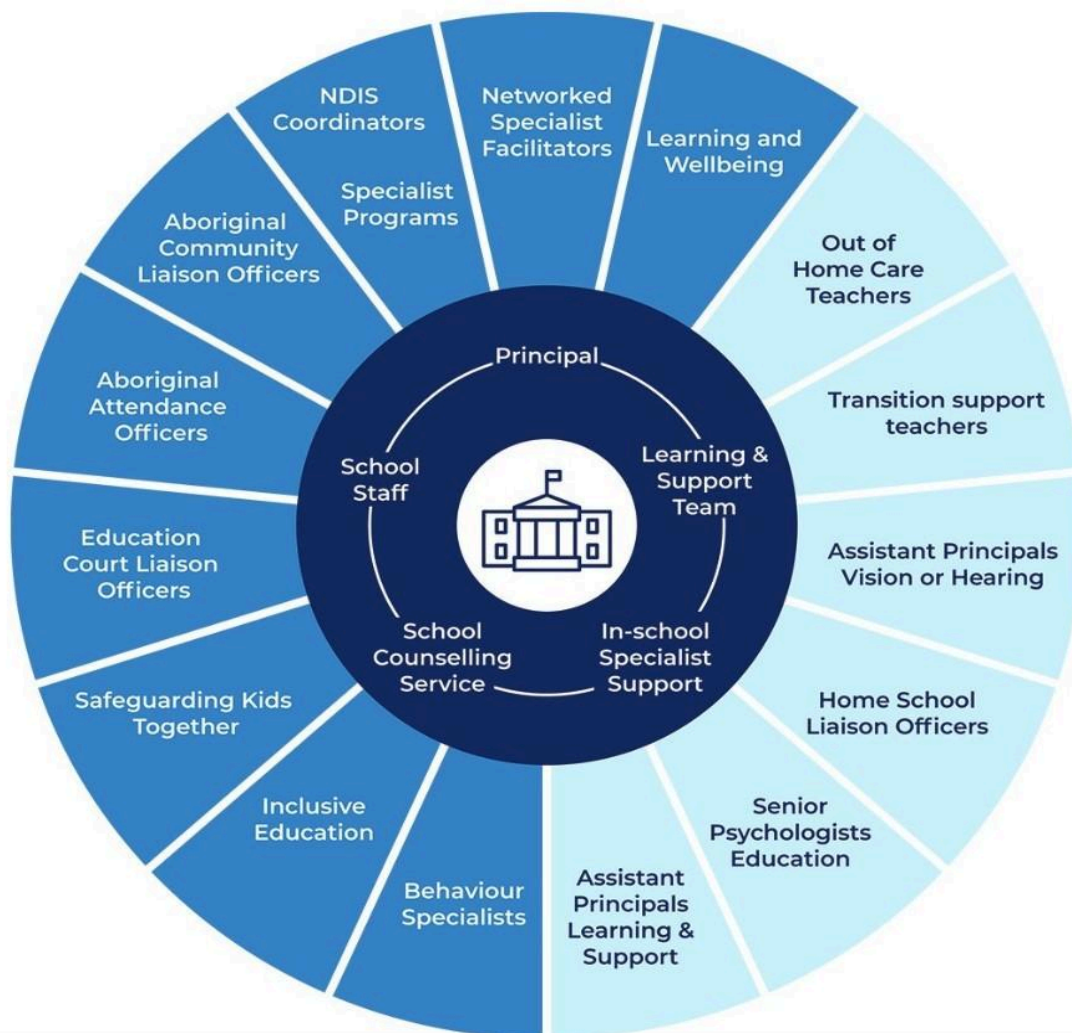 NDIS
Coordinators
Specialist
Programs
Networked
Specialist
Facilitators
Learning and
Wellbeing
Out of
Home Care
Teachers
Transition support
teachers
Assistant Principals
Vision or Hearing
Home School
Liaison Officers
Senior
Psychologists
Education
Assistant
Principals
Learning &
Support
Behaviour
Specialists
Inclusive
Education
Safeguarding Kids
Together
Education
Court Liaison
Officers
Aboriginal
Attendance
Officers
Aboriginal
Community
Liaison Officers
Principal
Learning &
Support
Team
In-school
Specialist
Support
School
Counselling
Service
School
Staff